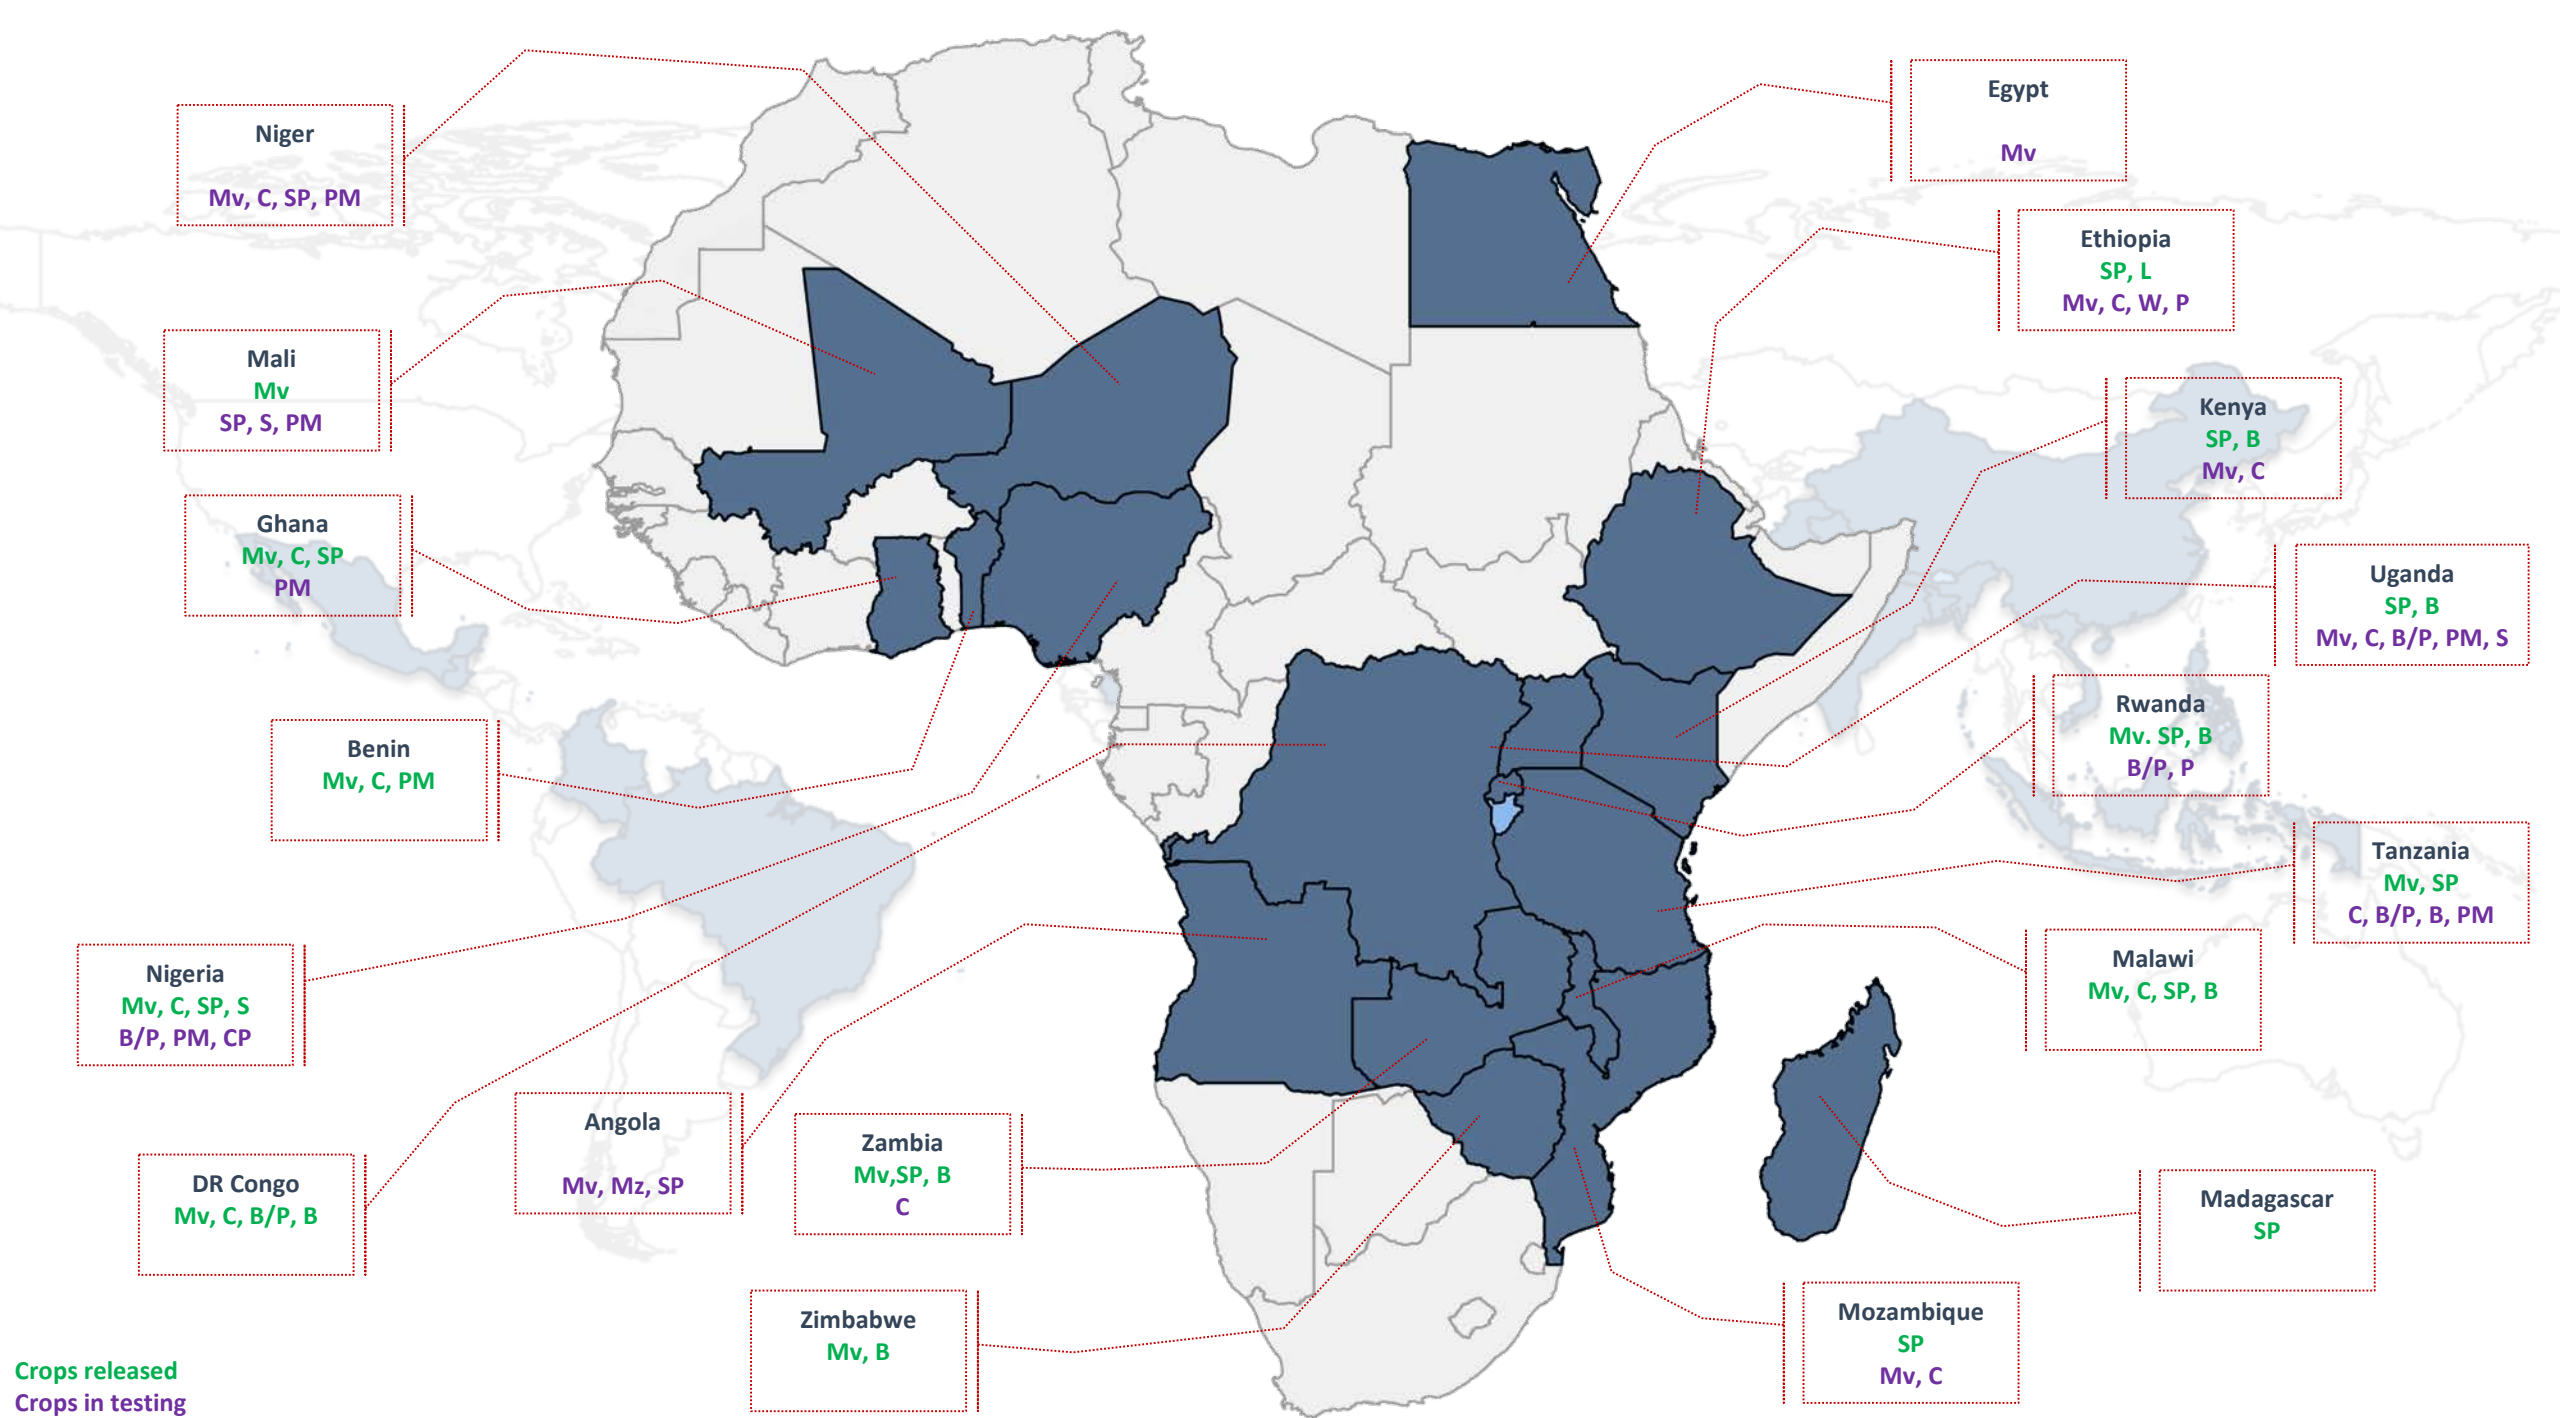 Niger
Mv, C, SP, PM
Mali
Mv
SP, S, PM
Ghana
Mv, C, SP
PM
Benin
Mv, C, PM
Nigeria
Mv, C, SP, S
B/P, PM, CP
DR Congo
Mv, C, B/P, B
Angola
Mv, Mz, SP
Zambia
Mv,SP, B
C
Zimbabwe
Mv, B
Egypt
Mv
Ethiopia
SP, L
Mv, C, W, P
Kenya
SP, B
Mv, C
Uganda
SP, B
Mv, C, B/P, PM, S
Rwanda
Mv. SP, B
B/P, P
Tanzania
Mv, SP
C, B/P, B, PM
Malawi
Mv, C, SP, B
Madagascar
SP
Mozambique
SP
Mv, C
Crops released
Crops in testing